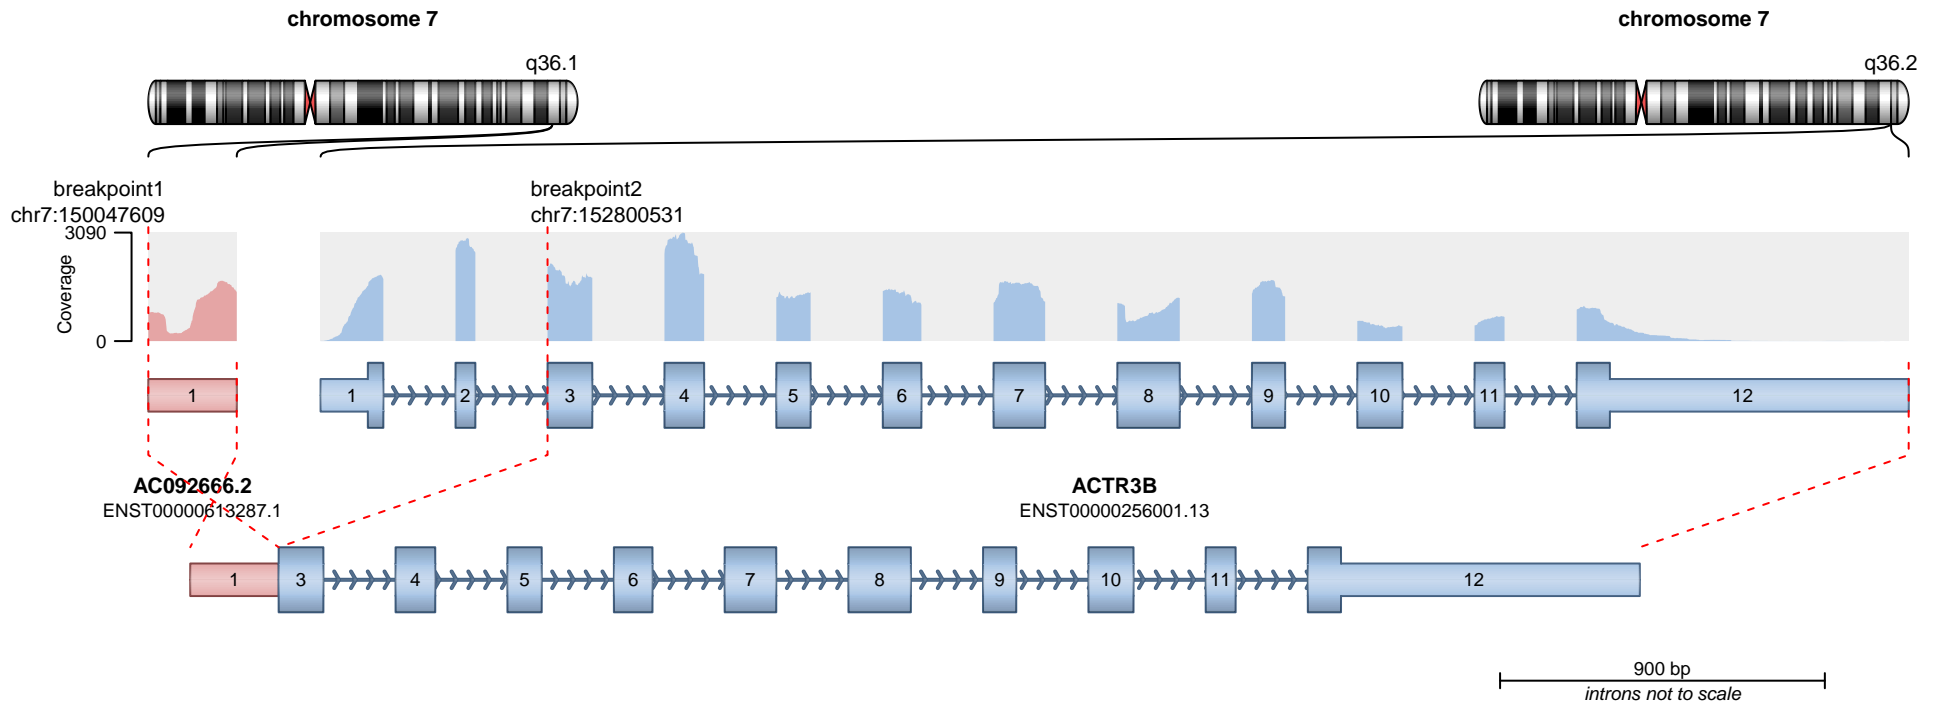 chromosome 7
chromosome 7
q36.1
q36.2
breakpoint1
chr7:150047609
breakpoint2
chr7:152800531
3090
Coverage
0
1
1
2
3
4
5
6
7
8
9
10
11
12
AC092666.2
ENST00000613287.1
ACTR3B
ENST00000256001.13
1
3
4
5
6
7
8
9
10
11
12
900 bp
introns not to scale